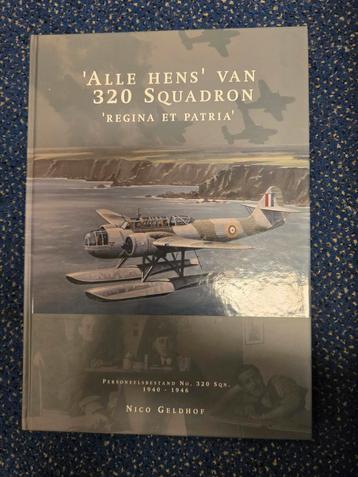 'ALLE HENS' VAN
320 SQUADRON
'REGINA ET PATRIA'
PERSONEELSBESTAND NO. 320 SQN.
1940 - 1946
NICO GELDHOF